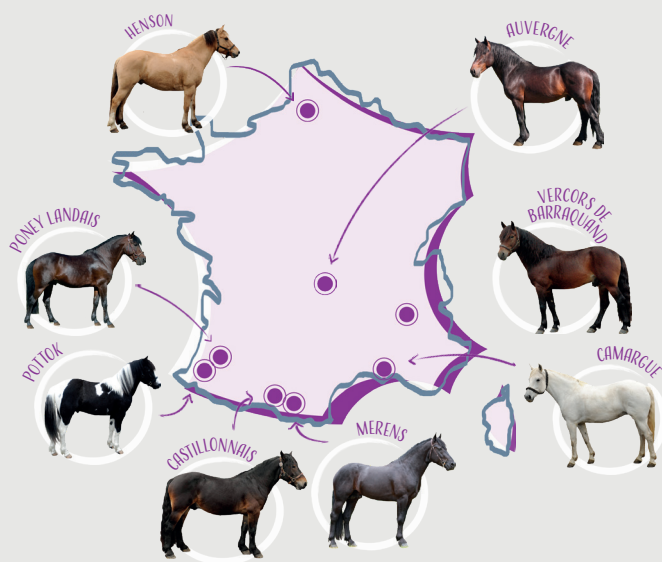 HENSON
AUVERGNE
PONEY LANDAIS
VERCORS DE
BARRAQUAND
POTTOK
CAMARGUE
CASTILLONNAIS
MERENS